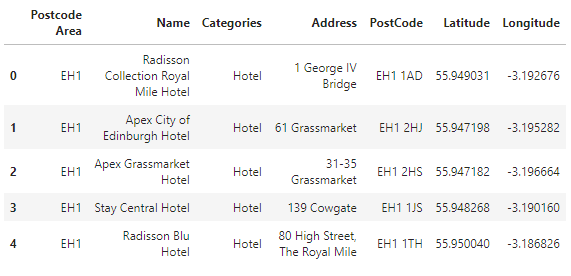 Postcode Area Name Categories Address PostCode Latitude Longitude
0 EH1 Radisson Collection Royal Mile Hotel Hotel 1 George IV Bridge EH1 1AD 55.949031 -3.192676
1 EH1 Apex City of Edinburgh Hotel Hotel 61 Grassmarket EH1 2HJ 55.947198 -3.195282
2 EH1 Apex Grassmarket Hotel Hotel 31-35 Grassmarket EH1 2HS 55.947182 -3.196664
3 EH1 Stay Central Hotel Hotel 139 Cowgate EH1 1JS 55.948268 -3.190160
4 EH1 Radisson Blu Hotel Hotel 80 High Street, The Royal Mile EH1 1TH 55.950040 -3.186826